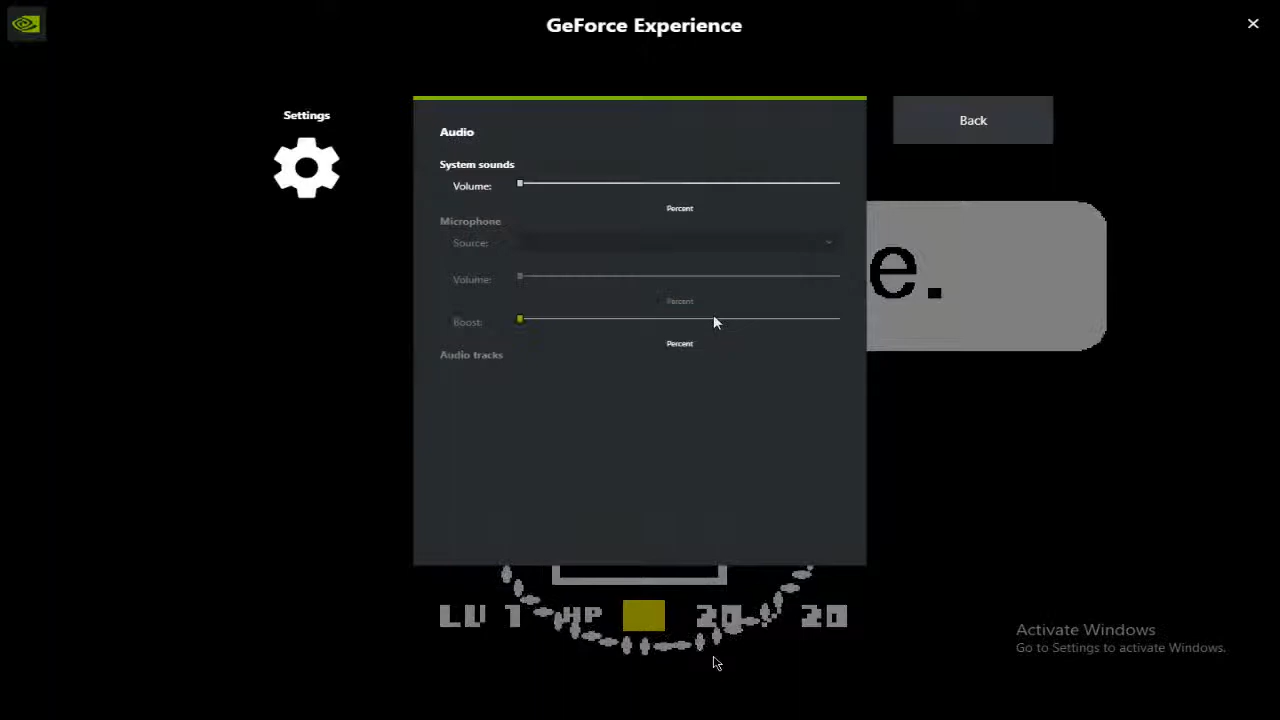 GeForce Experience
Settings
Back
Audio
System sounds
Volume:
Percent
Microphone
Source:
Volume:
Percent
Boost:
Percent
Audio tracks
e.
LV 1 HP 20 / 20
Activate Windows
Go to Settings to activate Windows.